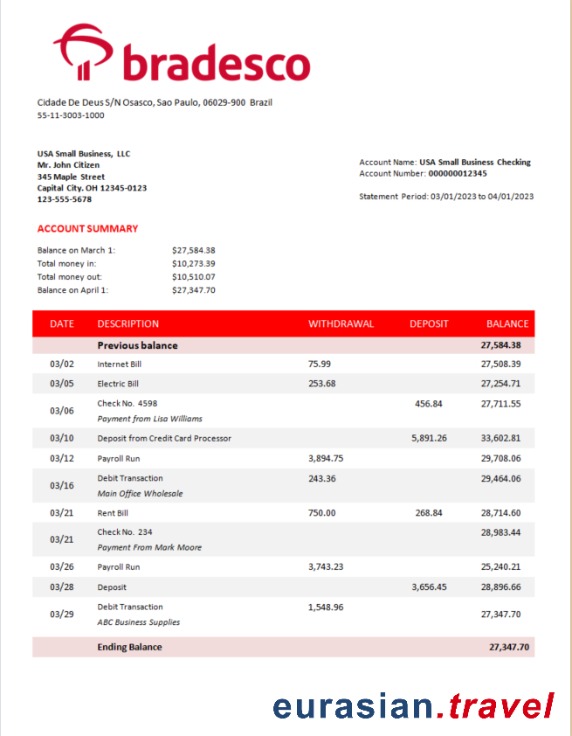 bradesco
Cidade De Deus S/N Osasco, Sao Paulo, 06029-900 Brazil
55-11-3003-1000
USA Small Business, LLC
Mr. John Citizen
345 Maple Street
Capital City. OH 12345-0123
123-555-5678
Account Name: USA Small Business Checking
Account Number: 000000012345
Statement Period: 03/01/2023 to 04/01/2023
ACCOUNT SUMMARY
Balance on March 1: $27,584.38
Total money in: $10,273.39
Total money out: $10,510.07
Balance on April 1: $27,347.70
DATE DESCRIPTION WITHDRAWAL DEPOSIT BALANCE
Previous balance 27,584.38
03/02 Internet Bill 75.99 27,508.39
03/05 Electric Bill 253.68 27,254.71
03/06 Check No. 4598 456.84 27,711.55
Payment from Lisa Williams
03/10 Deposit from Credit Card Processor 5,891.26 33,602.81
03/12 Payroll Run 3,894.75 29,708.06
03/16 Debit Transaction 243.36 29,464.06
Main Office Wholesale
03/21 Rent Bill 750.00 268.84 28,714.60
03/21 Check No. 234 28,983.44
Payment From Mark Moore
03/26 Payroll Run 3,743.23 25,240.21
03/28 Deposit 3,656.45 28,896.66
03/29 Debit Transaction 1,548.96 27,347.70
ABC Business Supplies
Ending Balance 27,347.70
eurasian.travel